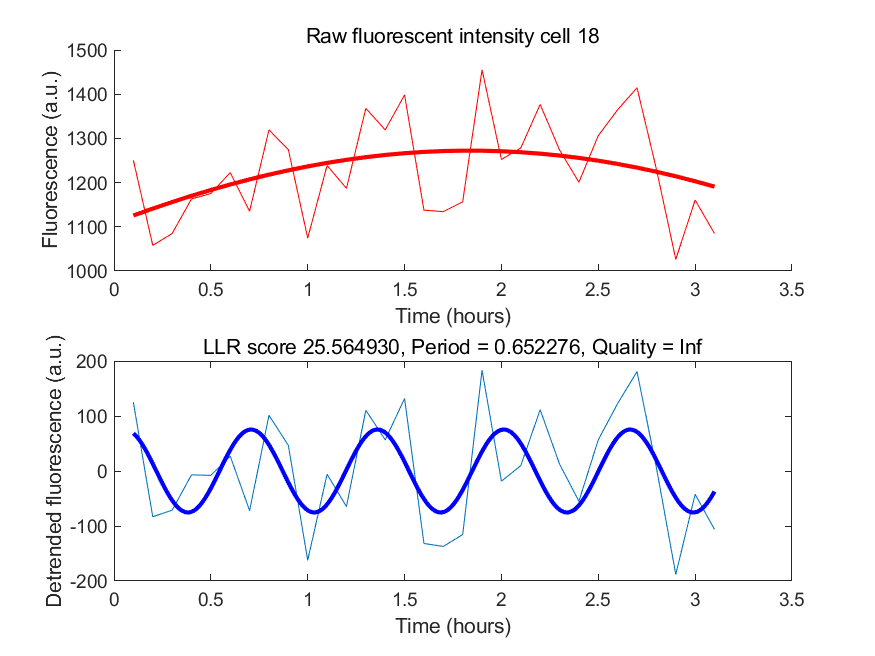 Raw fluorescent intensity cell 18
1500
1400
1300
1200
1100
1000
Fluorescence (a.u.)
0 0.5 1 1.5 2 2.5 3 3.5
Time (hours)
LLR score 25.564930, Period = 0.652276, Quality = Inf
200
100
0
-100
-200
Detrended fluorescence (a.u.)
0 0.5 1 1.5 2 2.5 3 3.5
Time (hours)